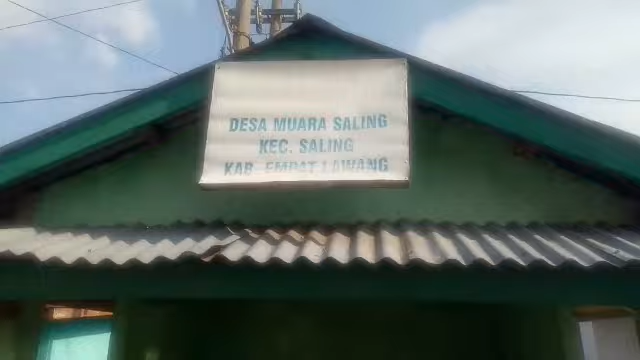 DESA MUARA SALING
KEC. SALING
KAB. EMPAT LAWANG